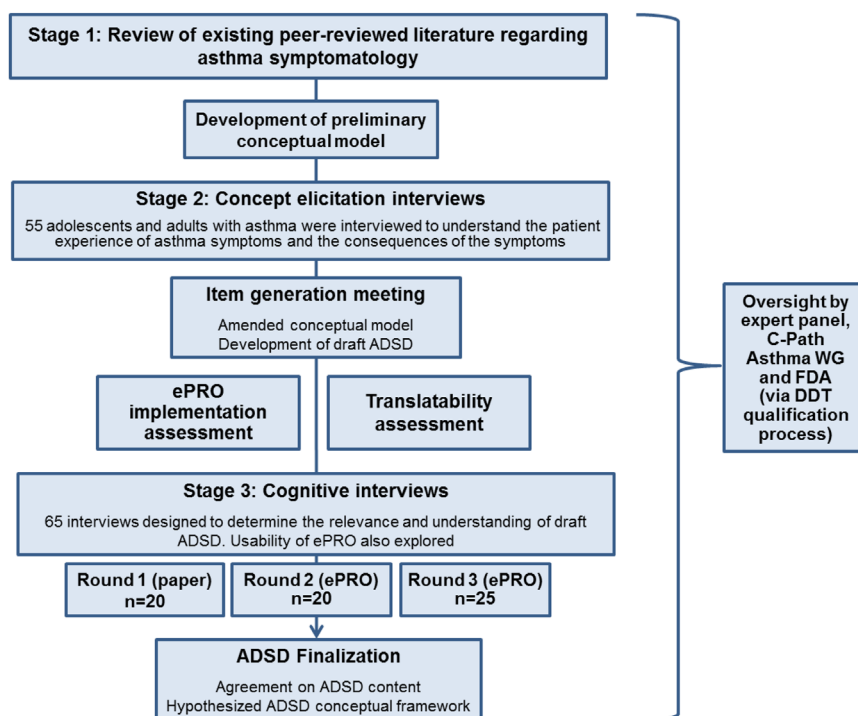 Stage 1: Review of existing peer-reviewed literature regarding
asthma symptomatology
Development of preliminary
conceptual model
Stage 2: Concept elicitation interviews
55 adolescents and adults with asthma were interviewed to understand the patient
experience of asthma symptoms and the consequences of the symptoms
Item generation meeting
Amended conceptual model
Development of draft ADSD
ePRO
implementation
assessment
Translatability
assessment
Stage 3: Cognitive interviews
65 interviews designed to determine the relevance and understanding of draft
ADSD. Usability of ePRO also explored
Round 1 (paper)
n=20
Round 2 (ePRO)
n=20
Round 3 (ePRO)
n=25
ADSD Finalization
Agreement on ADSD content
Hypothesized ADSD conceptual framework
Oversight by
expert panel,
C-Path
Asthma WG
and FDA
(via DDT
qualification
process)